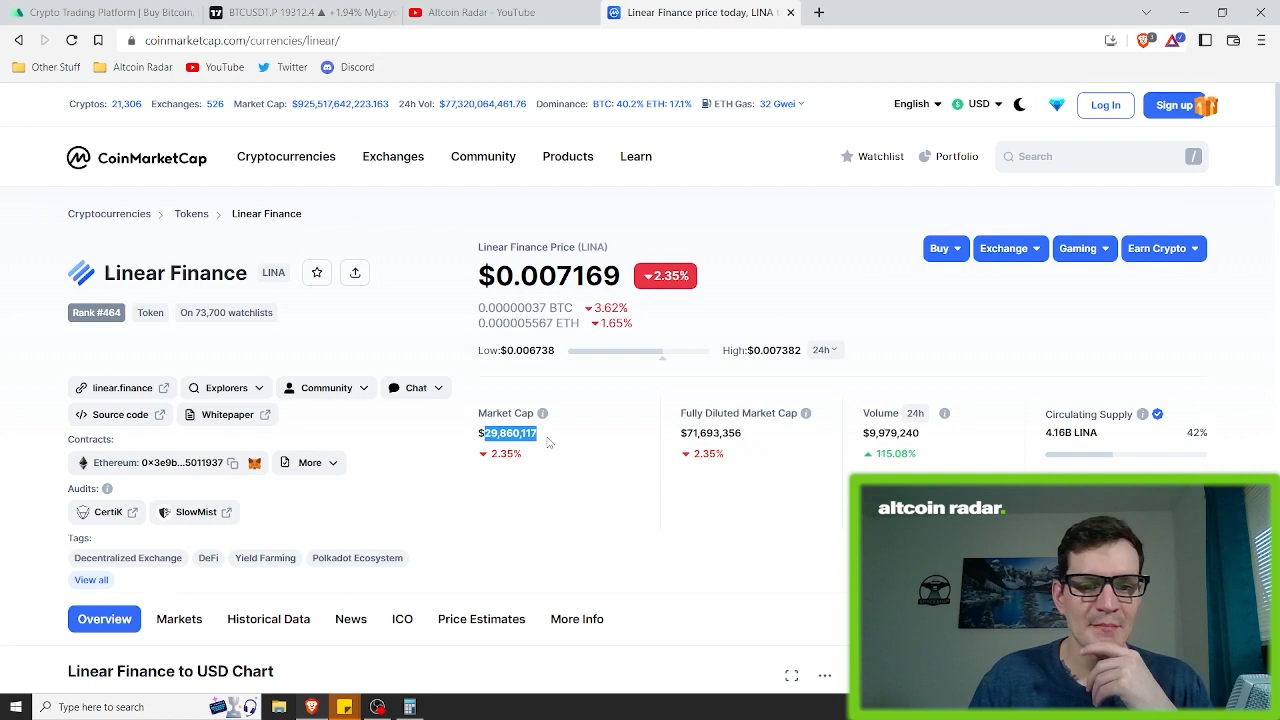 Crypto Trading Platform | Buy Bitcoin
BTCUSDT.P 19312.4 ▲ +1.94% MyLayo
Altcoin Radar - YouTube
Linear Finance price today, LINA t
coinmarketcap.com/currencies/linear/
Other Stuff
Altcoin Radar
YouTube
Twitter
Discord
Cryptos: 21,306 Exchanges: 526 Market Cap: $925,517,642,223.163 24h Vol: $77,320,064,461.76 Dominance: BTC: 40.2% ETH: 17.1% ETH Gas: 32 Gwei
English
USD
Log In
Sign up
CoinMarketCap
Cryptocurrencies
Exchanges
Community
Products
Learn
Watchlist
Portfolio
Search
/
Cryptocurrencies > Tokens > Linear Finance
Linear Finance LINA
Rank #464
Token
On 73,700 watchlists
Linear Finance Price (LINA)
$0.007169 2.35%
0.00000037 BTC 3.62%
0.000005567 ETH 1.65%
Low:$0.006738 High:$0.007382 24h
Buy
Exchange
Gaming
Earn Crypto
linear.finance
Explorers
Community
Chat
Source code
Whitepaper
Contracts:
Ethereum: 0x3e9b...5011937
More
Audits:
CertiK
SlowMist
Tags:
Decentralized Exchange
DeFi
Yield Farming
Polkadot Ecosystem
View all
Market Cap
$29,860,117
2.35%
Fully Diluted Market Cap
$71,693,356
2.35%
Volume 24h
$9,979,240
115.08%
Circulating Supply
4.16B LINA 42%
Overview
Markets
Historical Data
News
ICO
Price Estimates
More Info
Linear Finance to USD Chart
altcoin radar.
Type here to search